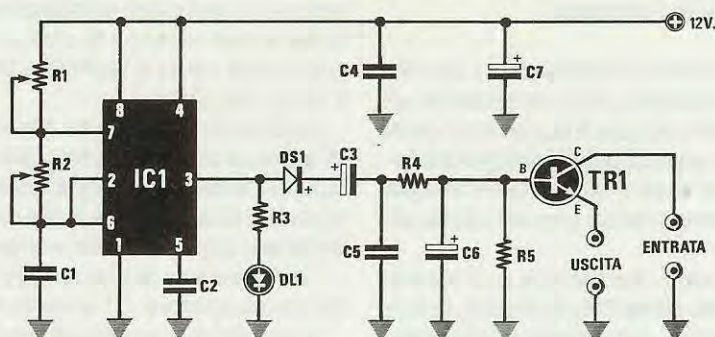 12V.
R1
C4
C7
+
8
4
7
R2
2
IC1
3
DS1
+
C3
+
R4
B
C
TR1
E
6
R3
C5
C6
+
R5
USCITA
ENTRATA
1
5
C1
C2
DL1